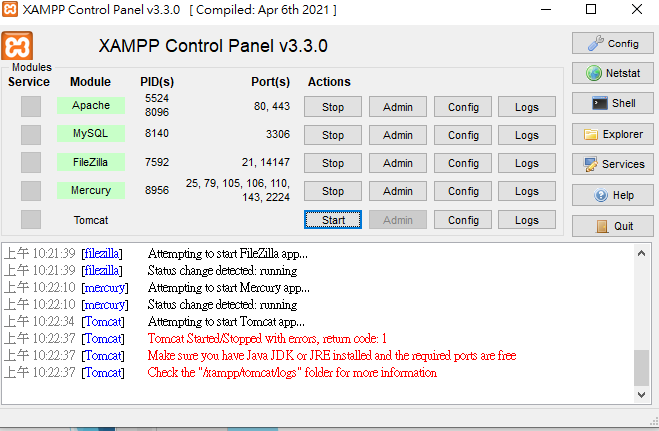 XAMPP Control Panel v3.3.0 [ Compiled: Apr 6th 2021 ]
XAMPP Control Panel v3.3.0
Config
Modules
Service Module PID(s) Port(s) Actions
Netstat
Apache 5524 8096 80, 443 Stop Admin Config Logs
Shell
MySQL 8140 3306 Stop Admin Config Logs
Explorer
FileZilla 7592 21, 14147 Stop Admin Config Logs
Services
Mercury 8956 25, 79, 105, 106, 110, 143, 2224 Stop Admin Config Logs
Help
Tomcat Start Admin Config Logs
Quit
上午 10:21:39 [filezilla] Attempting to start FileZilla app...
上午 10:21:39 [filezilla] Status change detected: running
上午 10:22:10 [mercury] Attempting to start Mercury app...
上午 10:22:10 [mercury] Status change detected: running
上午 10:22:34 [Tomcat] Attempting to start Tomcat app...
上午 10:22:37 [Tomcat] Tomcat Started/Stopped with errors, return code: 1
上午 10:22:37 [Tomcat] Make sure you have Java JDK or JRE installed and the required ports are free
上午 10:22:37 [Tomcat] Check the "/xampp/tomcat/logs" folder for more information